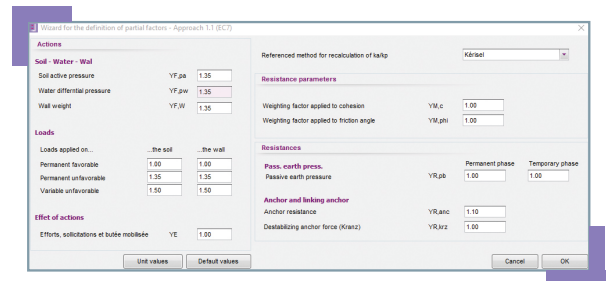 Wizard for the definition of partial factors - Approach 1,1 (EC7)
Actions
Soil - Water - Wal
Soil active pressure YF,pa 1.35
Water differntial pressure YF,pw 1.35
Wall weight YF,W 1.35
Loads
Loads applied on... ...the soil ...the wall
Permanent favorable 1.00 1.00
Permanent unfavorable 1.35 1.35
Variable unfavorable 1.50 1.50
Effet of actions
Efforts, sollicitations et butée mobilisée YE 1.00
Unit values Default values
Referenced method for recalculation of ka/kp Kérisel
Resistance parameters
Weighting factor applied to cohesion YM,c 1.00
Weighting factor applied to friction angle YM,phi 1.00
Resistances
Permanent phase Temporary phase
Pass. earth press.
Passive earth pressure YR,pb 1.00 1.00
Anchor and linking anchor
Anchor resistance YR,anc 1.10
Destabilizing anchor force (Kranz) YR,krz 1.00
Cancel OK